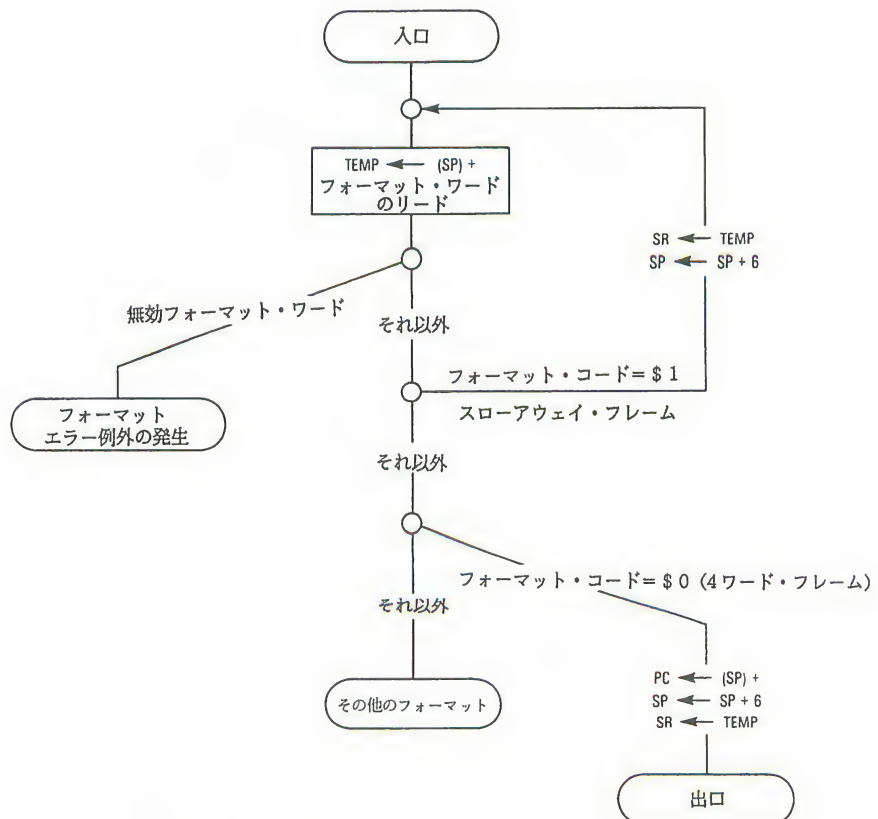 入口
TEMP ← (SP) +
フォーマット・ワード
のリード
SR ← TEMP
SP ← SP + 6
無効フォーマット・ワード
それ以外
フォーマット・コード＝＄1
スローアウェイ・フレーム
フォーマット
エラー例外の発生
それ以外
フォーマット・コード＝＄0（4ワード・フレーム）
それ以外
PC ← (SP) +
SP ← SP + 6
SR ← TEMP
その他のフォーマット
出口